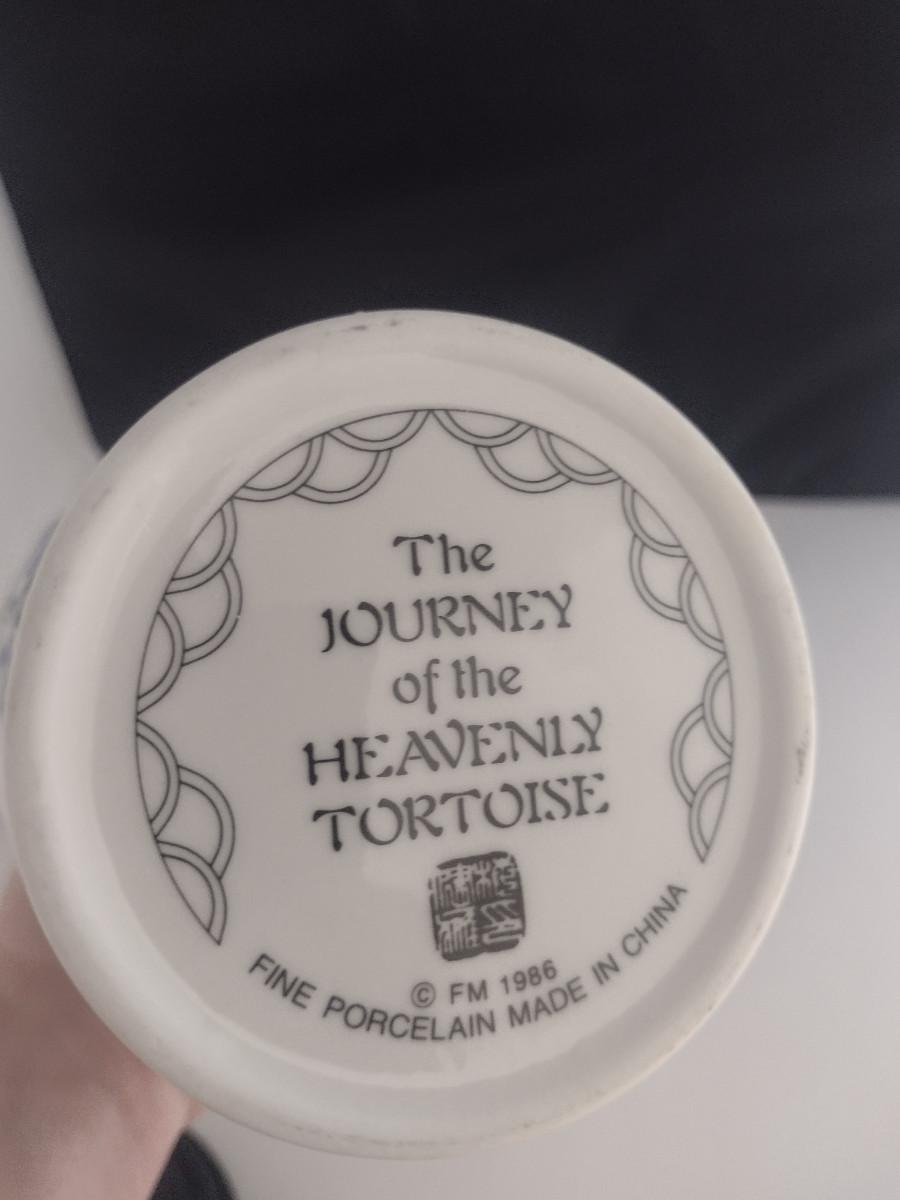 The
JOURNEY
of the
HEAVENLY
TORTOISE
© FM 1986
FINE PORCELAIN MADE IN CHINA